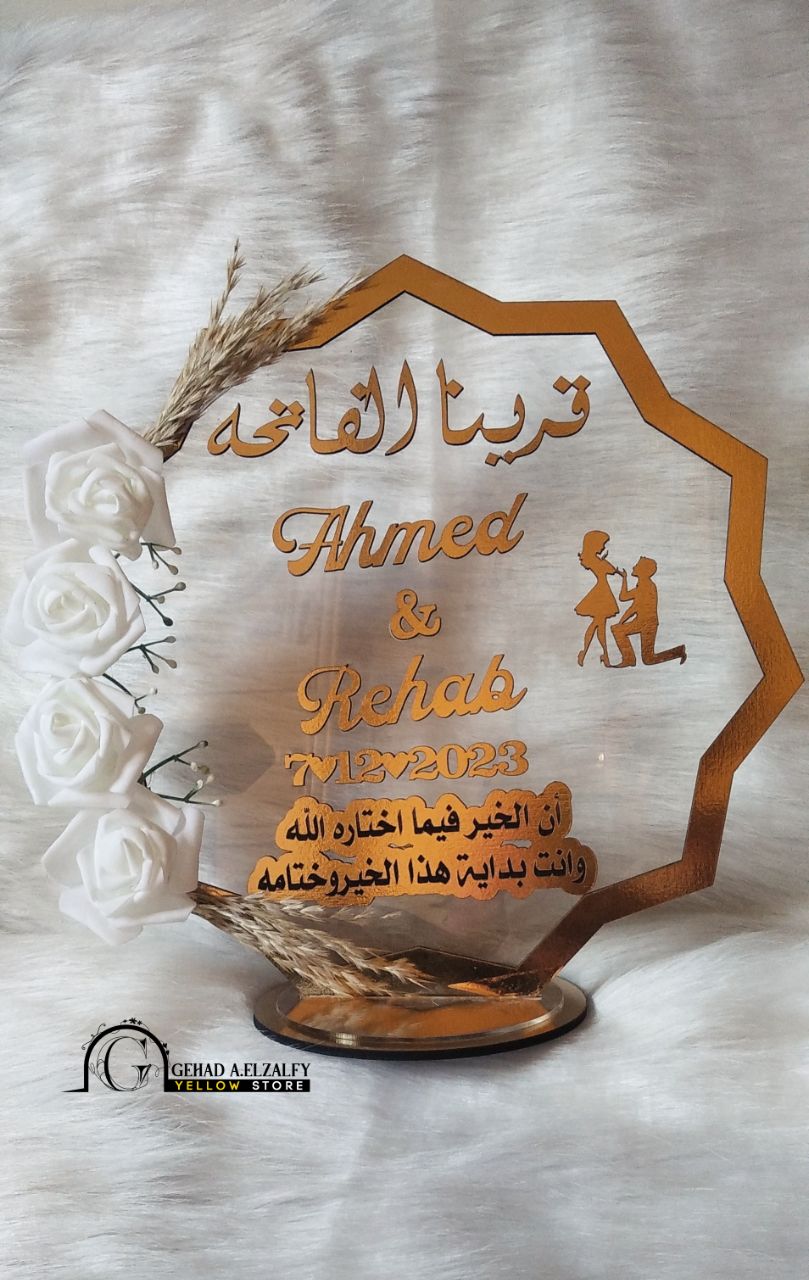 قرينا الفاتحه
Ahmed
&
Rehab
7♥12♥2023
أن الخير فيما اختاره الله
وانت بداية هذا الخيروختامه
G
GEHAD A.ELZALFY
YELLOW STORE